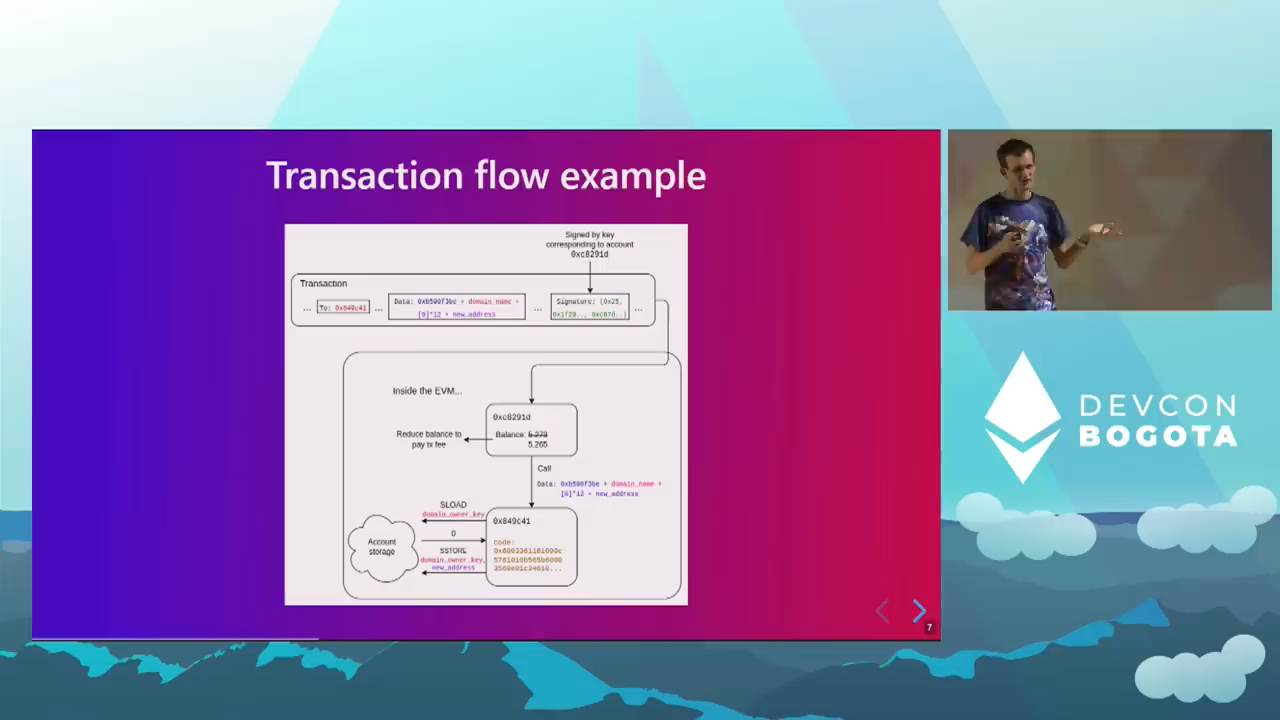 Transaction flow example
Signed by key
corresponding to account
0xc8291d
Transaction
... To: 0x849c41 ... Data: 0xb590f3be + domain_name + ... Signature: (0x25, ...
[0]*12 + new_address
Inside the EVM...
0xc8291d
Reduce balance to
pay tx fee
Balance: 5.273
5.265
Call
Data: 0xb590f3be + domain_name +
[0]*12 + new_address
SLOAD
domain_owner_key
0x849c41
Account
storage
0
code:
SSTORE
domain_owner_key,
new_address
7
DEVCON
BOGOTA